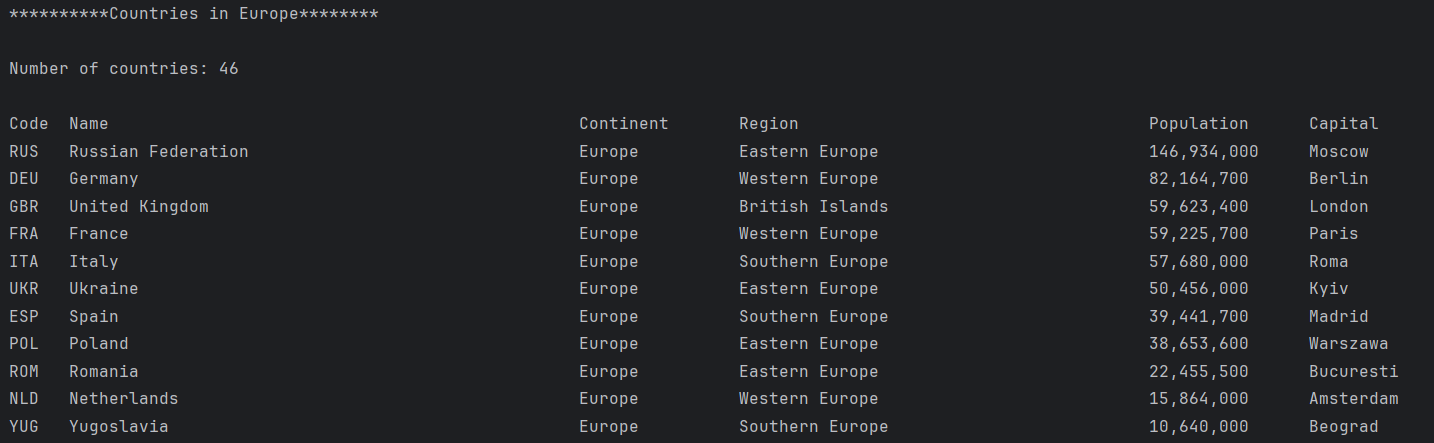 **********Countries in Europe********
Number of countries: 46
Code Name Continent Region Population Capital
RUS Russian Federation Europe Eastern Europe 146,934,000 Moscow
DEU Germany Europe Western Europe 82,164,700 Berlin
GBR United Kingdom Europe British Islands 59,623,400 London
FRA France Europe Western Europe 59,225,700 Paris
ITA Italy Europe Southern Europe 57,680,000 Roma
UKR Ukraine Europe Eastern Europe 50,456,000 Kyiv
ESP Spain Europe Southern Europe 39,441,700 Madrid
POL Poland Europe Eastern Europe 38,653,600 Warszawa
ROM Romania Europe Eastern Europe 22,455,500 Bucuresti
NLD Netherlands Europe Western Europe 15,864,000 Amsterdam
YUG Yugoslavia Europe Southern Europe 10,640,000 Beograd